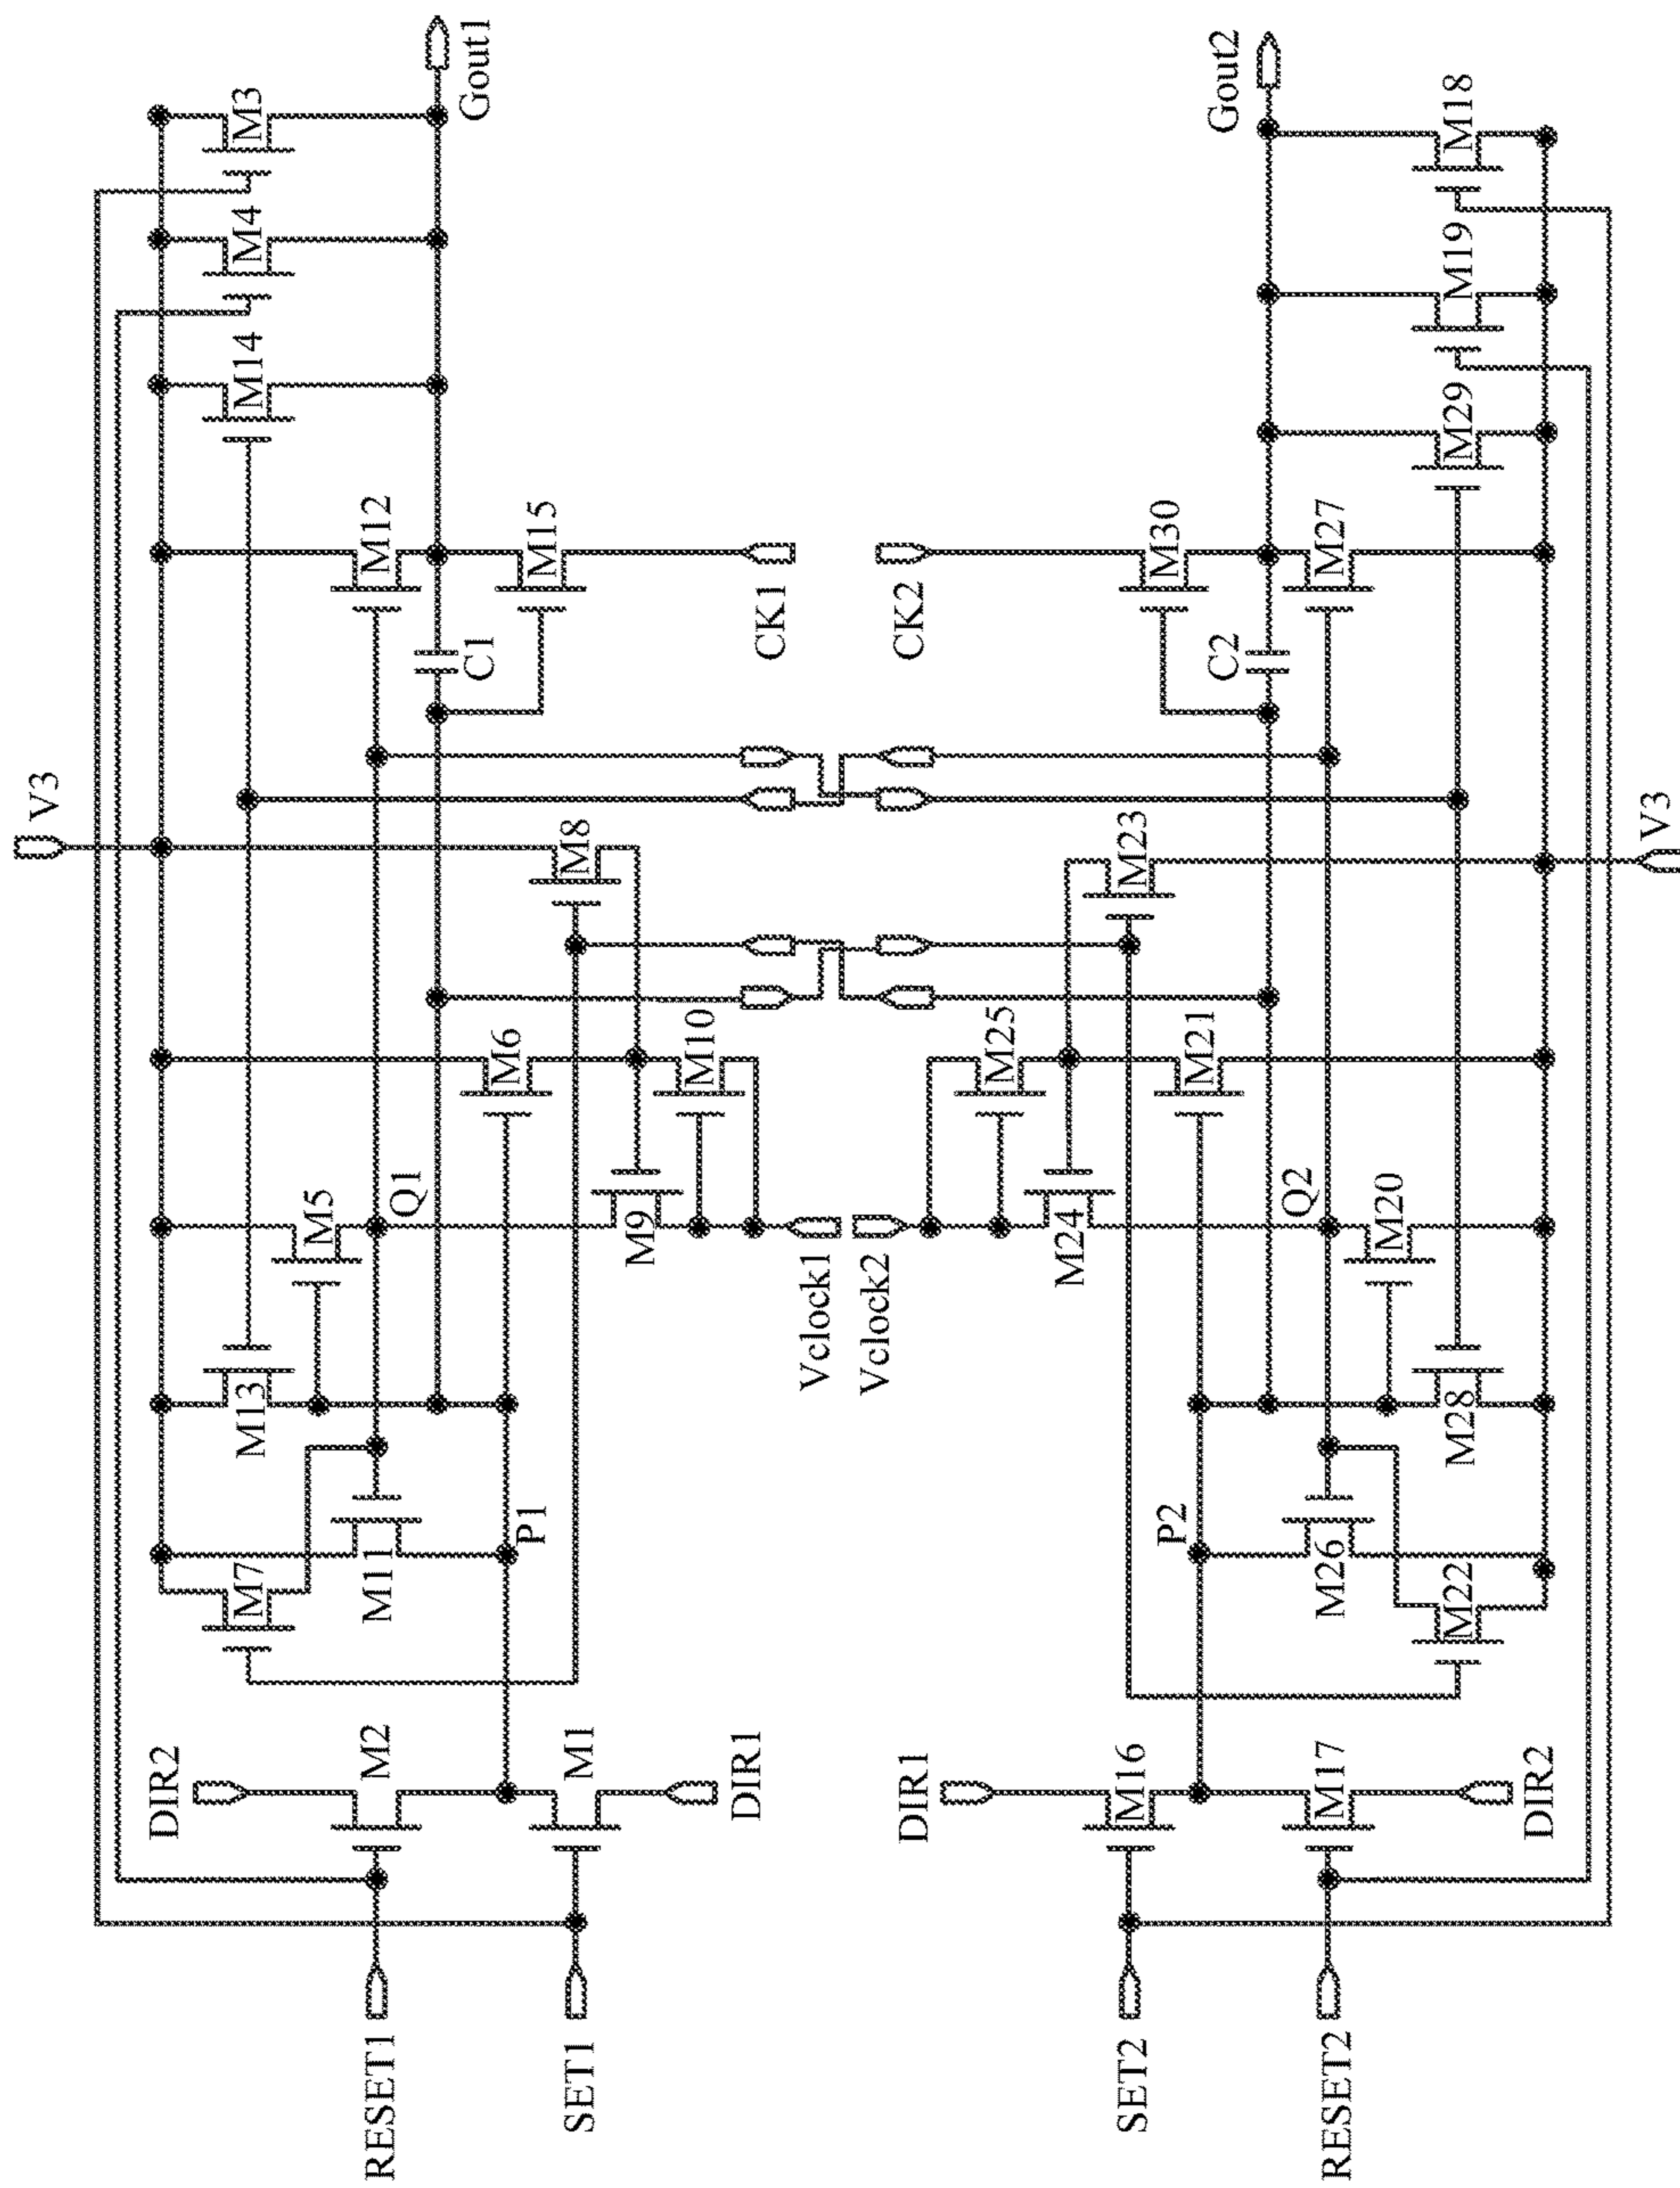 V3
Gout1
M3
M4
M14
M12
M15
C1
CK1
M8
M6
M10
M5
Q1
M9
Vclock1
M13
M7
M11
P1
DIR2
M2
M1
DIR1
RESET1
SET1
Gout2
M18
M19
M29
M30
M27
C2
CK2
M23
V3
M25
M21
Q2
M20
M24
Vclock2
M28
P2
M26
M22
DIR1
M16
M17
DIR2
SET2
RESET2